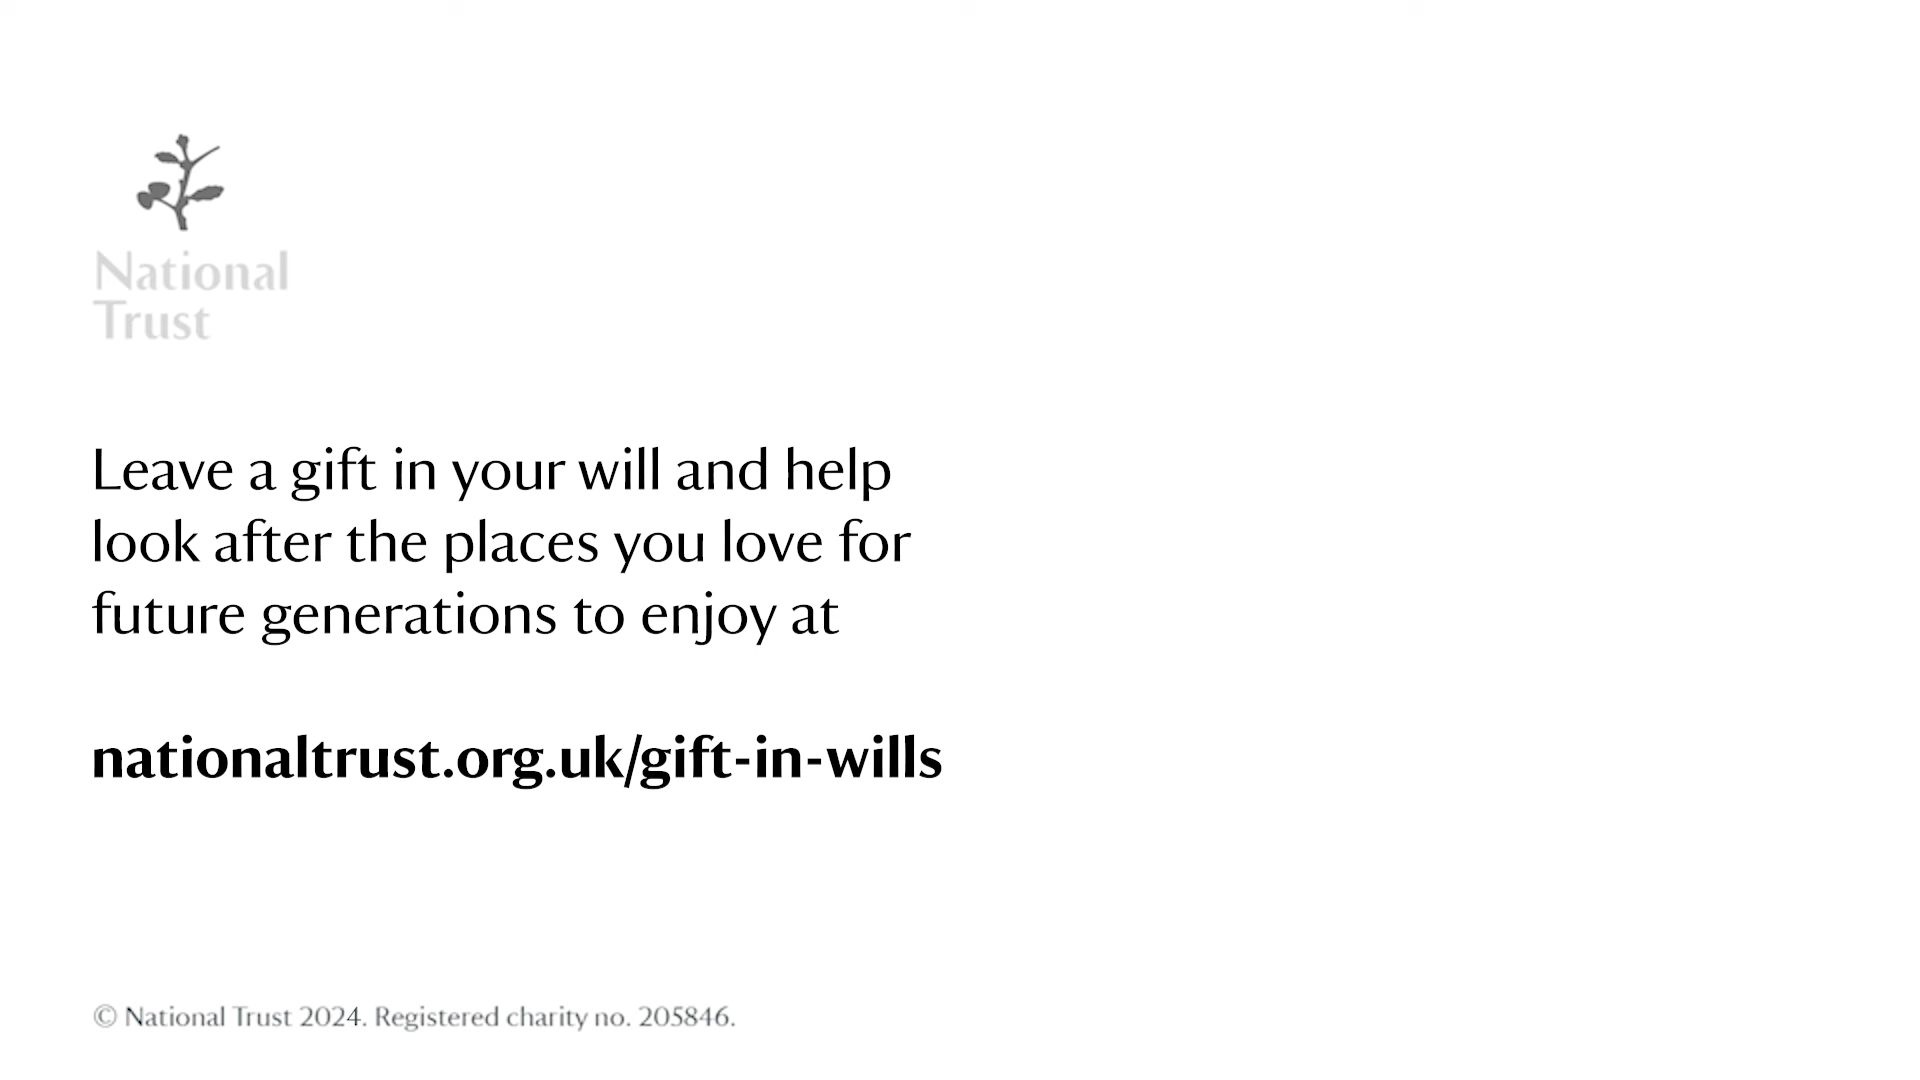 National
Trust
Leave a gift in your will and help
look after the places you love for
future generations to enjoy at
nationaltrust.org.uk/gift-in-wills
© National Trust 2024. Registered charity no. 205846.